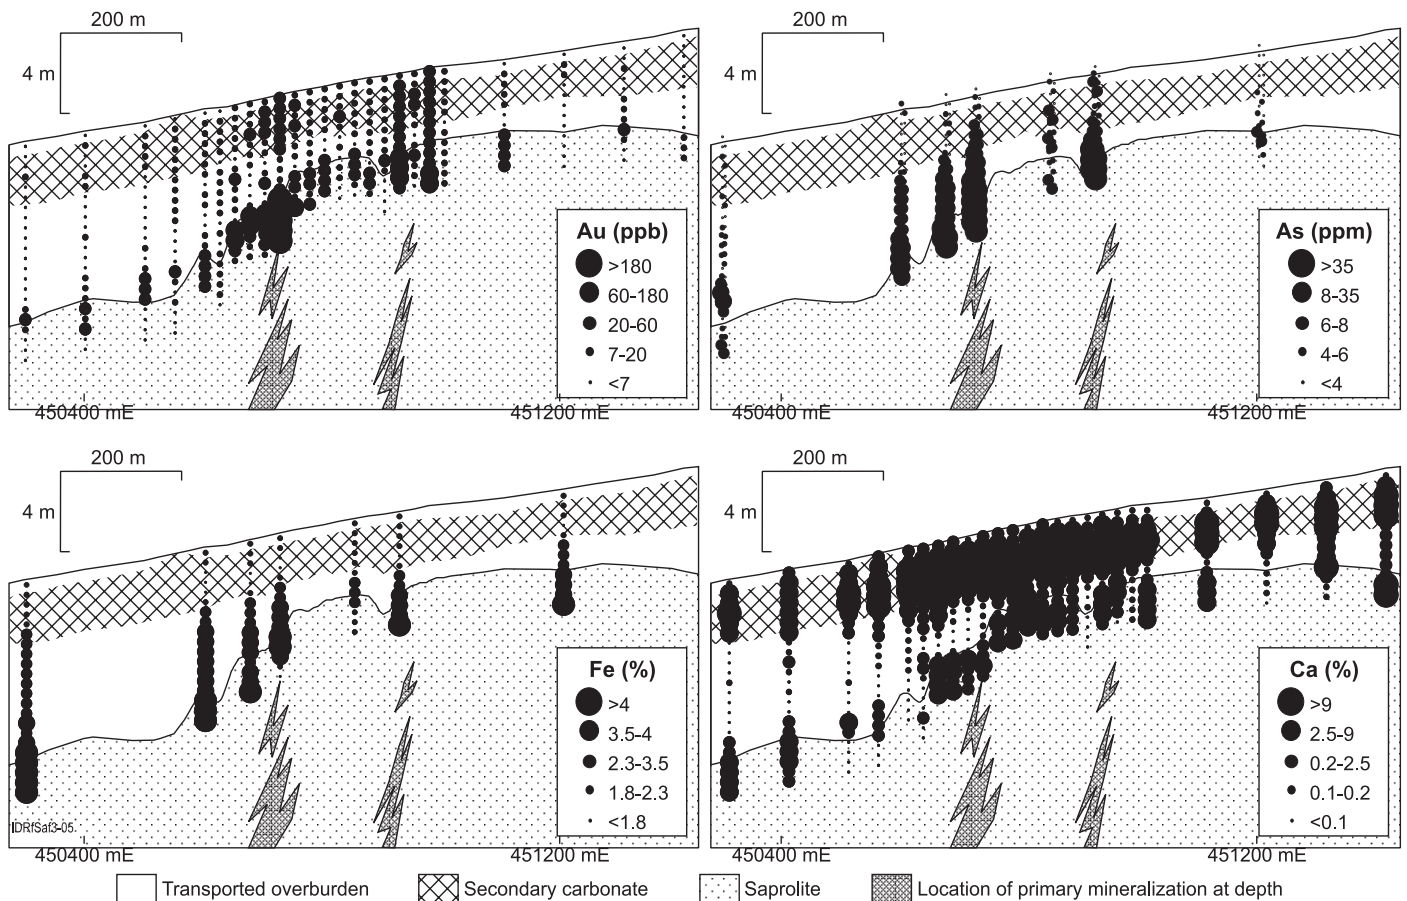 200 m
4 m
Au (ppb)
>180
60-180
20-60
7-20
<7
450400 mE
451200 mE
200 m
4 m
As (ppm)
>35
8-35
6-8
4-6
<4
450400 mE
451200 mE
200 m
4 m
Fe (%)
>4
3.5-4
2.3-3.5
1.8-2.3
<1.8
IDRfSaf3-05
450400 mE
451200 mE
200 m
4 m
Ca (%)
>9
2.5-9
0.2-2.5
0.1-0.2
<0.1
450400 mE
451200 mE
Transported overburden
Secondary carbonate
Saprolite
Location of primary mineralization at depth